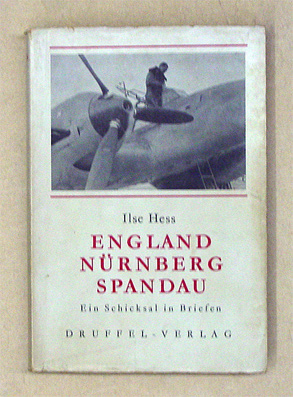 Ilse Hess
ENGLAND
NÜRNBERG
SPANDAU
Ein Schicksal in Briefen
DRUFFEL-VERLAG